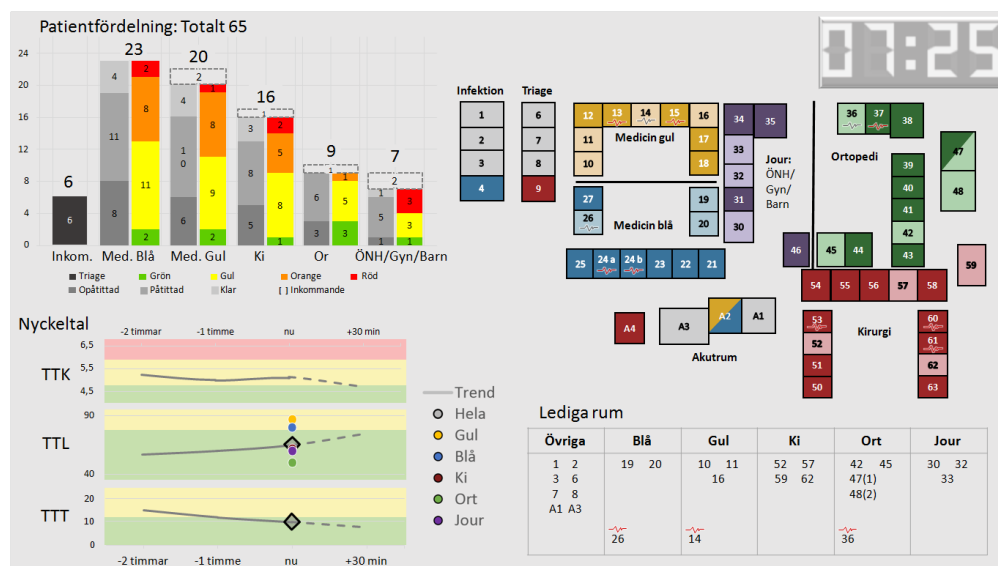 Patientfördelning: Totalt 65
07:25
24
20
16
12
8
4
0
6
6
23
4
11
8
2
8
11
2
20
2
4
1
0
6
1
8
9
2
16
1
3
8
5
2
5
8
1
9
1
6
3
1
5
3
7
2
1
5
1
3
3
1
Inkom. Med. Blå Med. Gul Ki Or ÖNH/Gyn/Barn
Triage Grön Gul Orange Röd
Opåtittad Påtittad Klar [ ] Inkommande
Infektion
1
2
3
4
Triage
6
7
8
9
12 13 14 15 16
11 Medicin gul 17
10 18
27 19
26 Medicin blå 20
25 24 a 24 b 23 22 21
34 35
33
32
31
30
Jour:
ÖNH/
Gyn/
Barn
46
36 37 38
Ortopedi
39
40
41
42
43
47
48
45 44
59
54 55 56 57 58
53
52
51
50
Kirurgi
60
61
62
63
A4 A3 A2 A1
Akutrum
Nyckeltal
-2 timmar -1 timme nu +30 min
TTK
6,5
5,5
4,5
TTL
90
40
TTT
20
10
0
-2 timmar -1 timme nu +30 min
Trend
Hela
Gul
Blå
Ki
Ort
Jour
Lediga rum
Övriga Blå Gul Ki Ort Jour
1 2 19 20 10 11 52 57 42 45 30 32
3 6 16 59 62 47(1) 33
7 8 48(2)
A1 A3
26 14 36